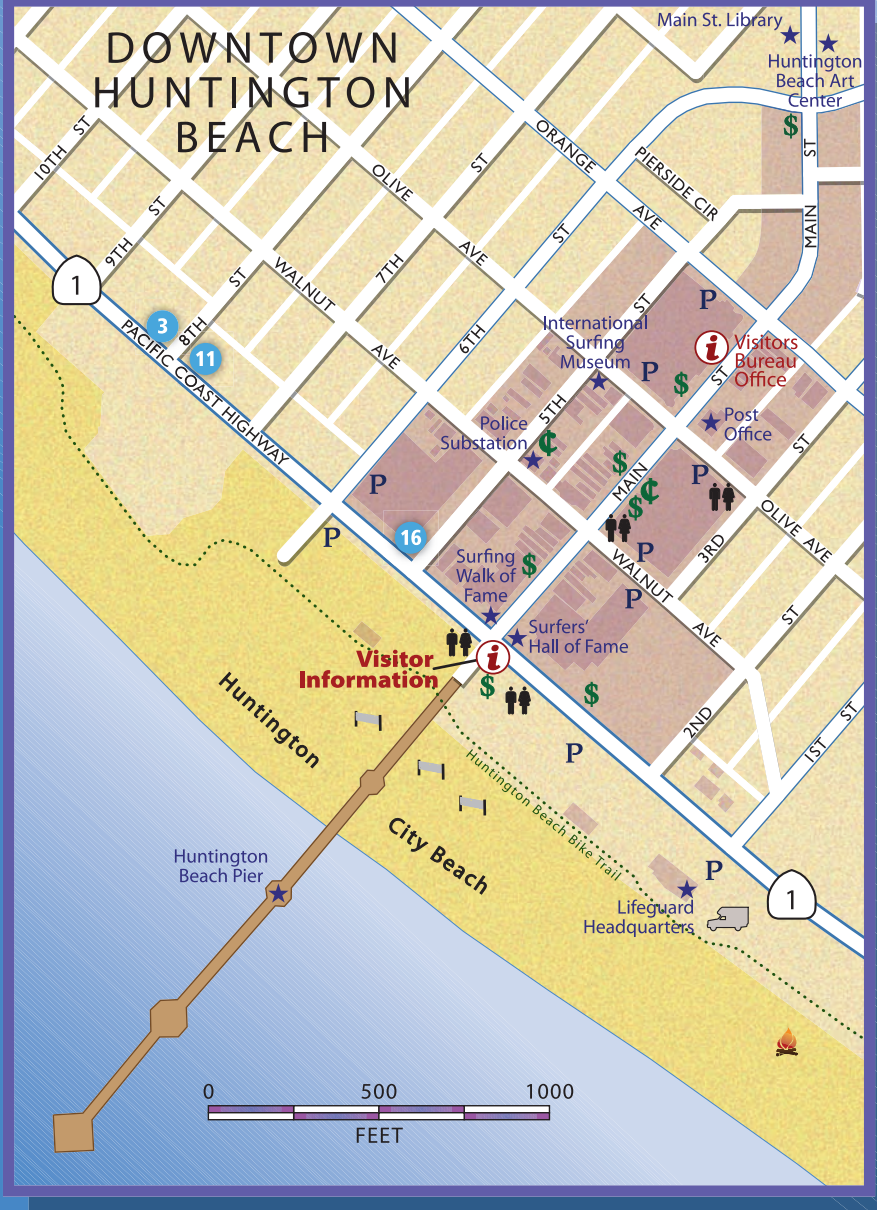 DOWNTOWN
HUNTINGTON
BEACH
Main St. Library
Huntington
Beach Art
Center
$
10TH ST
9TH ST
8TH ST
7TH ST
6TH ST
5TH ST
MAIN ST
MAIN ST
3RD ST
2ND ST
1ST ST
ORANGE AVE
PIERSIDE CIR
OLIVE AVE
WALNUT AVE
PACIFIC COAST HIGHWAY
1
3
11
16
P
International
Surfing
Museum
P
$
i
Visitors
Bureau
Office
Post
Office
Police
Substation
¢
$
$
¢
P
P
P
P
P
OLIVE AVE
WALNUT AVE
Surfing
Walk of
Fame
$
Surfers'
Hall of Fame
Visitor
Information
i
$
$
P
Huntington
City Beach
Huntington Beach Bike Trail
Huntington
Beach Pier
P
Lifeguard
Headquarters
1
0 500 1000
FEET